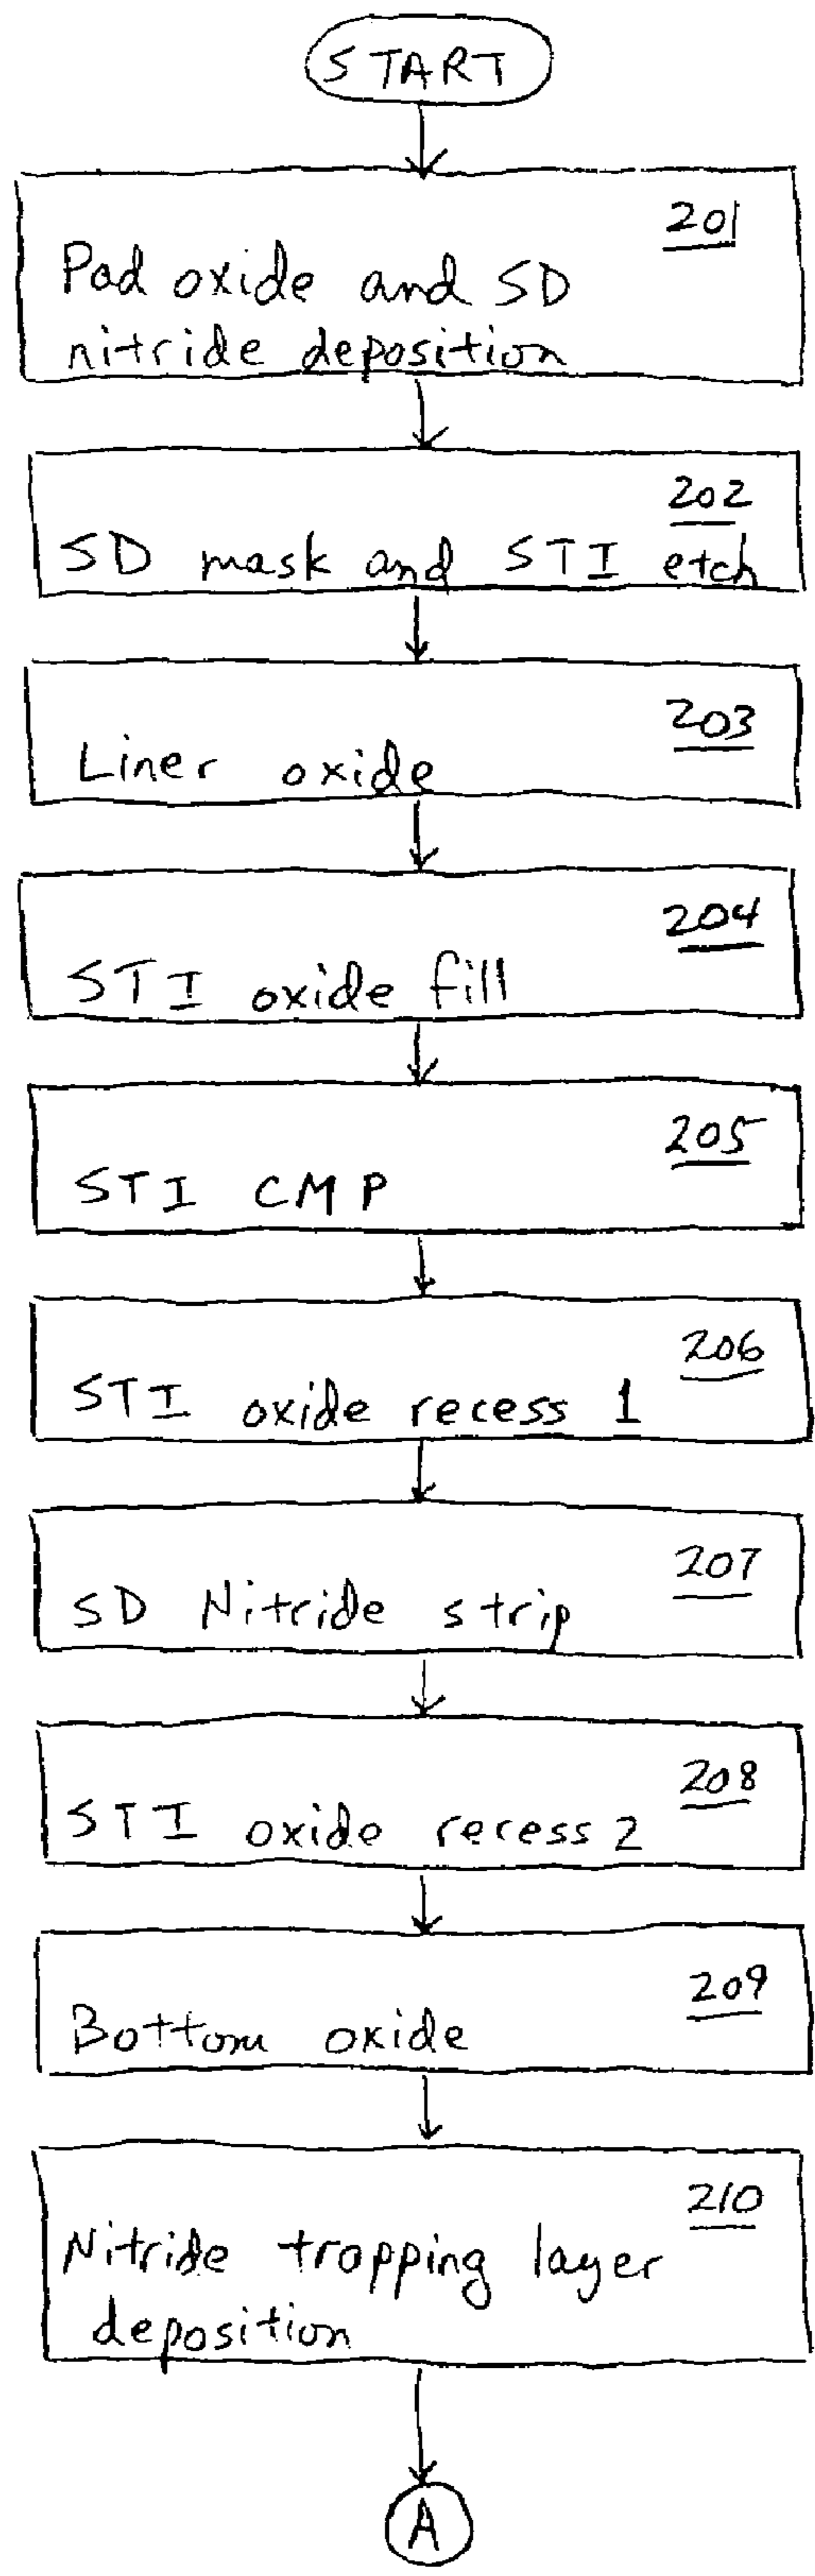 START
201
Pad oxide and SD
nitride deposition
202
SD mask and STI etch
203
Liner oxide
204
STI oxide fill
205
STI CMP
206
STI oxide recess 1
207
SD Nitride strip
208
STI oxide recess 2
209
Bottom oxide
210
Nitride trapping layer
deposition
A